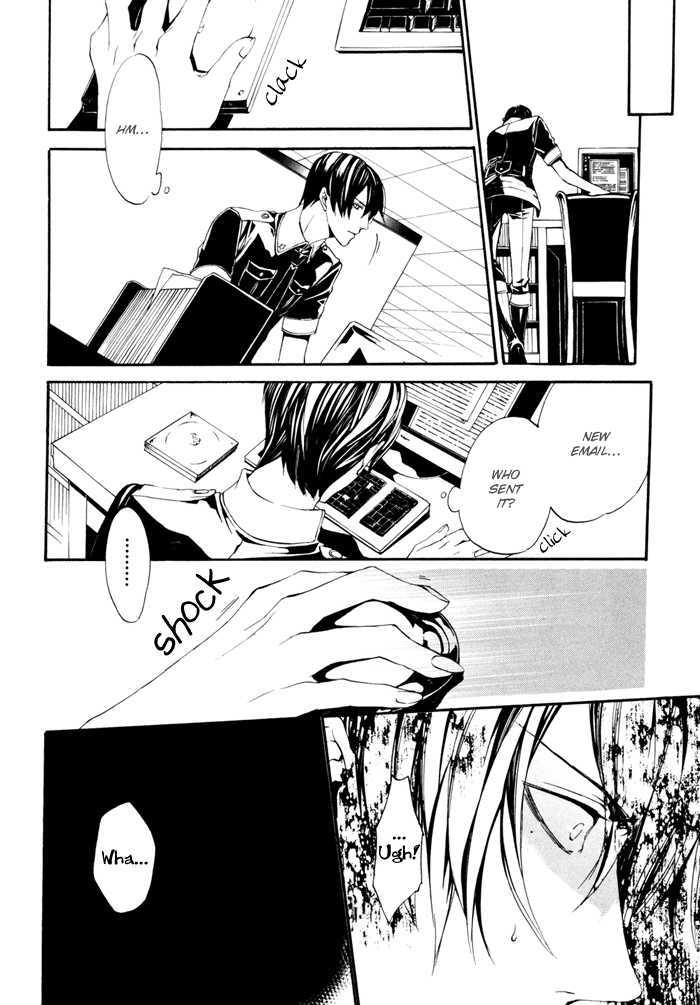 clack
HM...
NEW
EMAIL...
WHO
SENT
IT?
click
........
shock
...
Ugh!
Wha...